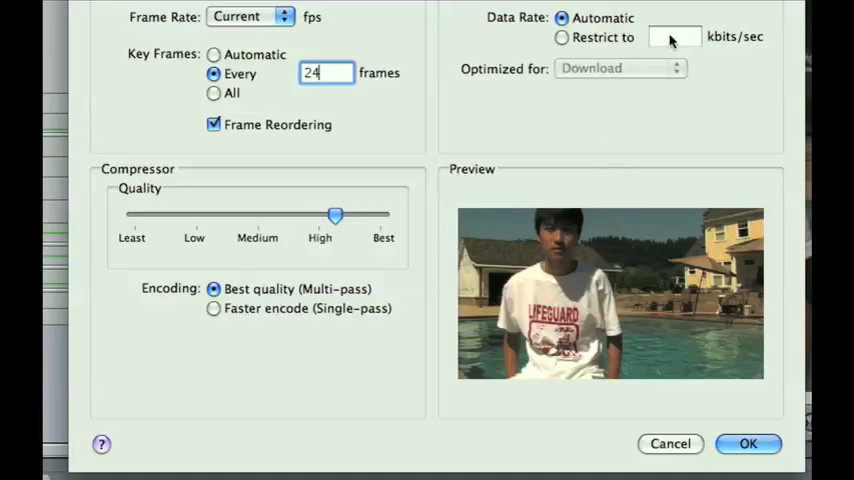 Frame Rate: Current fps
Key Frames: Automatic
Every 24 frames
All
Frame Reordering
Data Rate: Automatic
Restrict to kbits/sec
Optimized for: Download
Compressor
Quality
Least Low Medium High Best
Encoding: Best quality (Multi-pass)
Faster encode (Single-pass)
Preview
LIFEGUARD
? Cancel OK